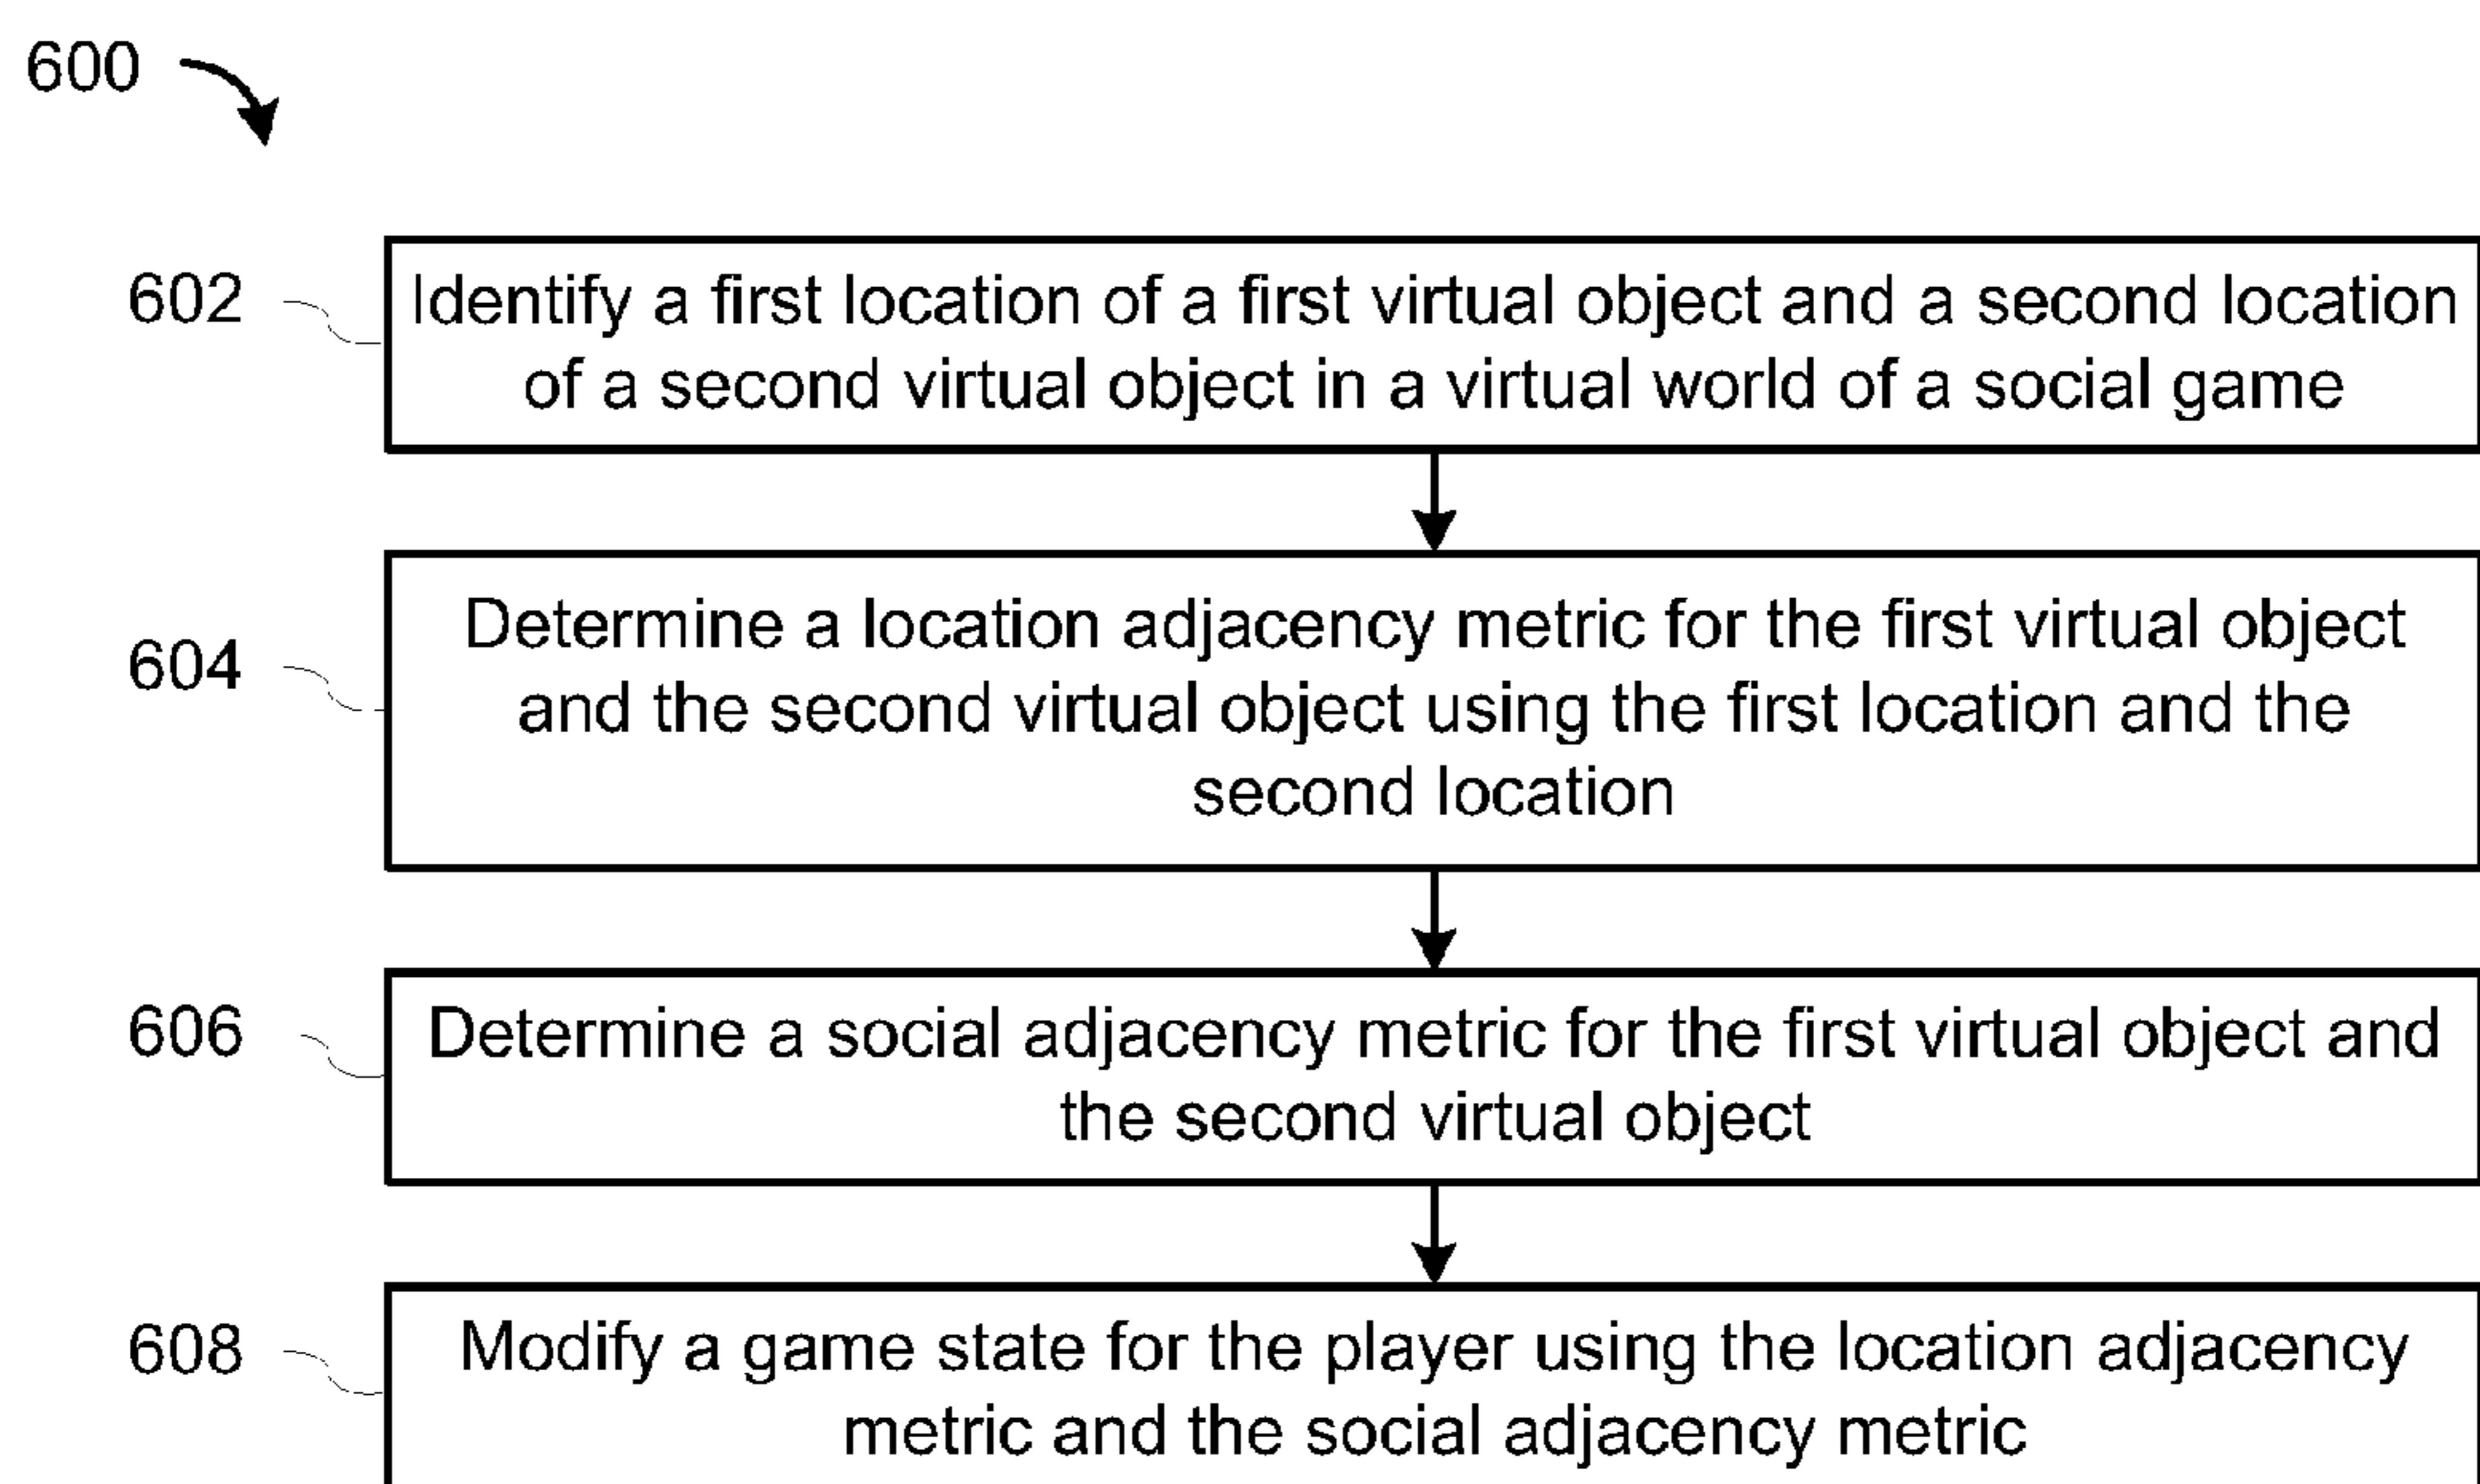 600
602
Identify a first location of a first virtual object and a second location
of a second virtual object in a virtual world of a social game
604
Determine a location adjacency metric for the first virtual object
and the second virtual object using the first location and the
second location
606
Determine a social adjacency metric for the first virtual object and
the second virtual object
608
Modify a game state for the player using the location adjacency
metric and the social adjacency metric